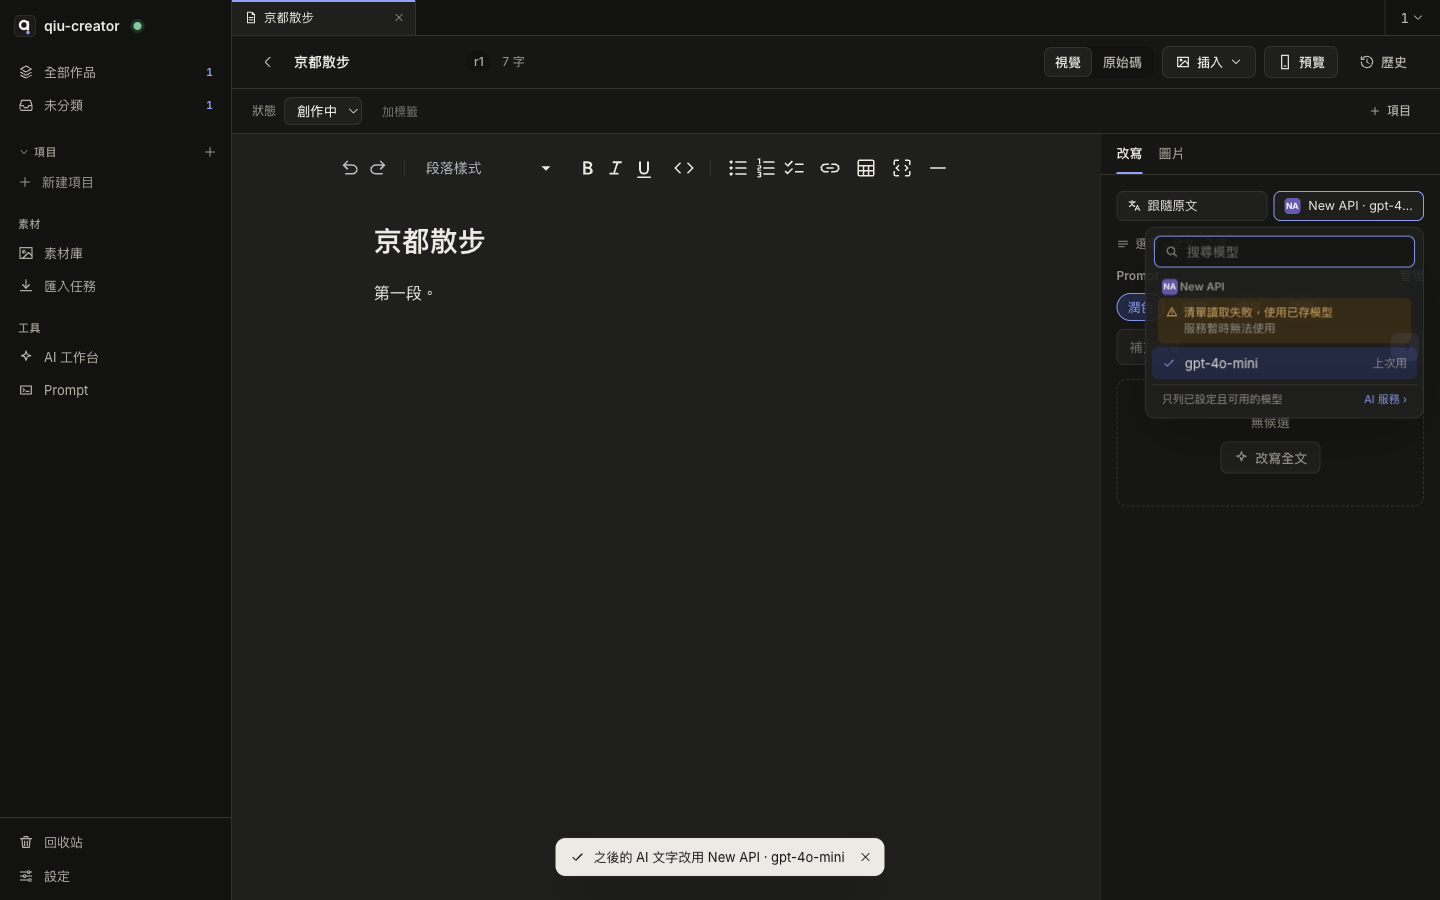 qiu-creator
全部作品 1
未分類 1
項目
新建項目
素材
素材庫
匯入任務
工具
AI 工作台
Prompt
回收站
設定
京都散步
1
京都散步 r1 7 字
視覺 原始碼 插入 預覽 歷史
狀態 創作中 加標籤
項目
段落樣式
京都散步
第一段。
改寫 圖片
跟隨原文
NA New API · gpt-4...
搜尋模型
NA New API
清單讀取失敗，使用已存模型
服務暫時無法使用
gpt-4o-mini 上次用
只列已設定且可用的模型 AI 服務 ›
無候選
改寫全文
之後的 AI 文字改用 New API · gpt-4o-mini